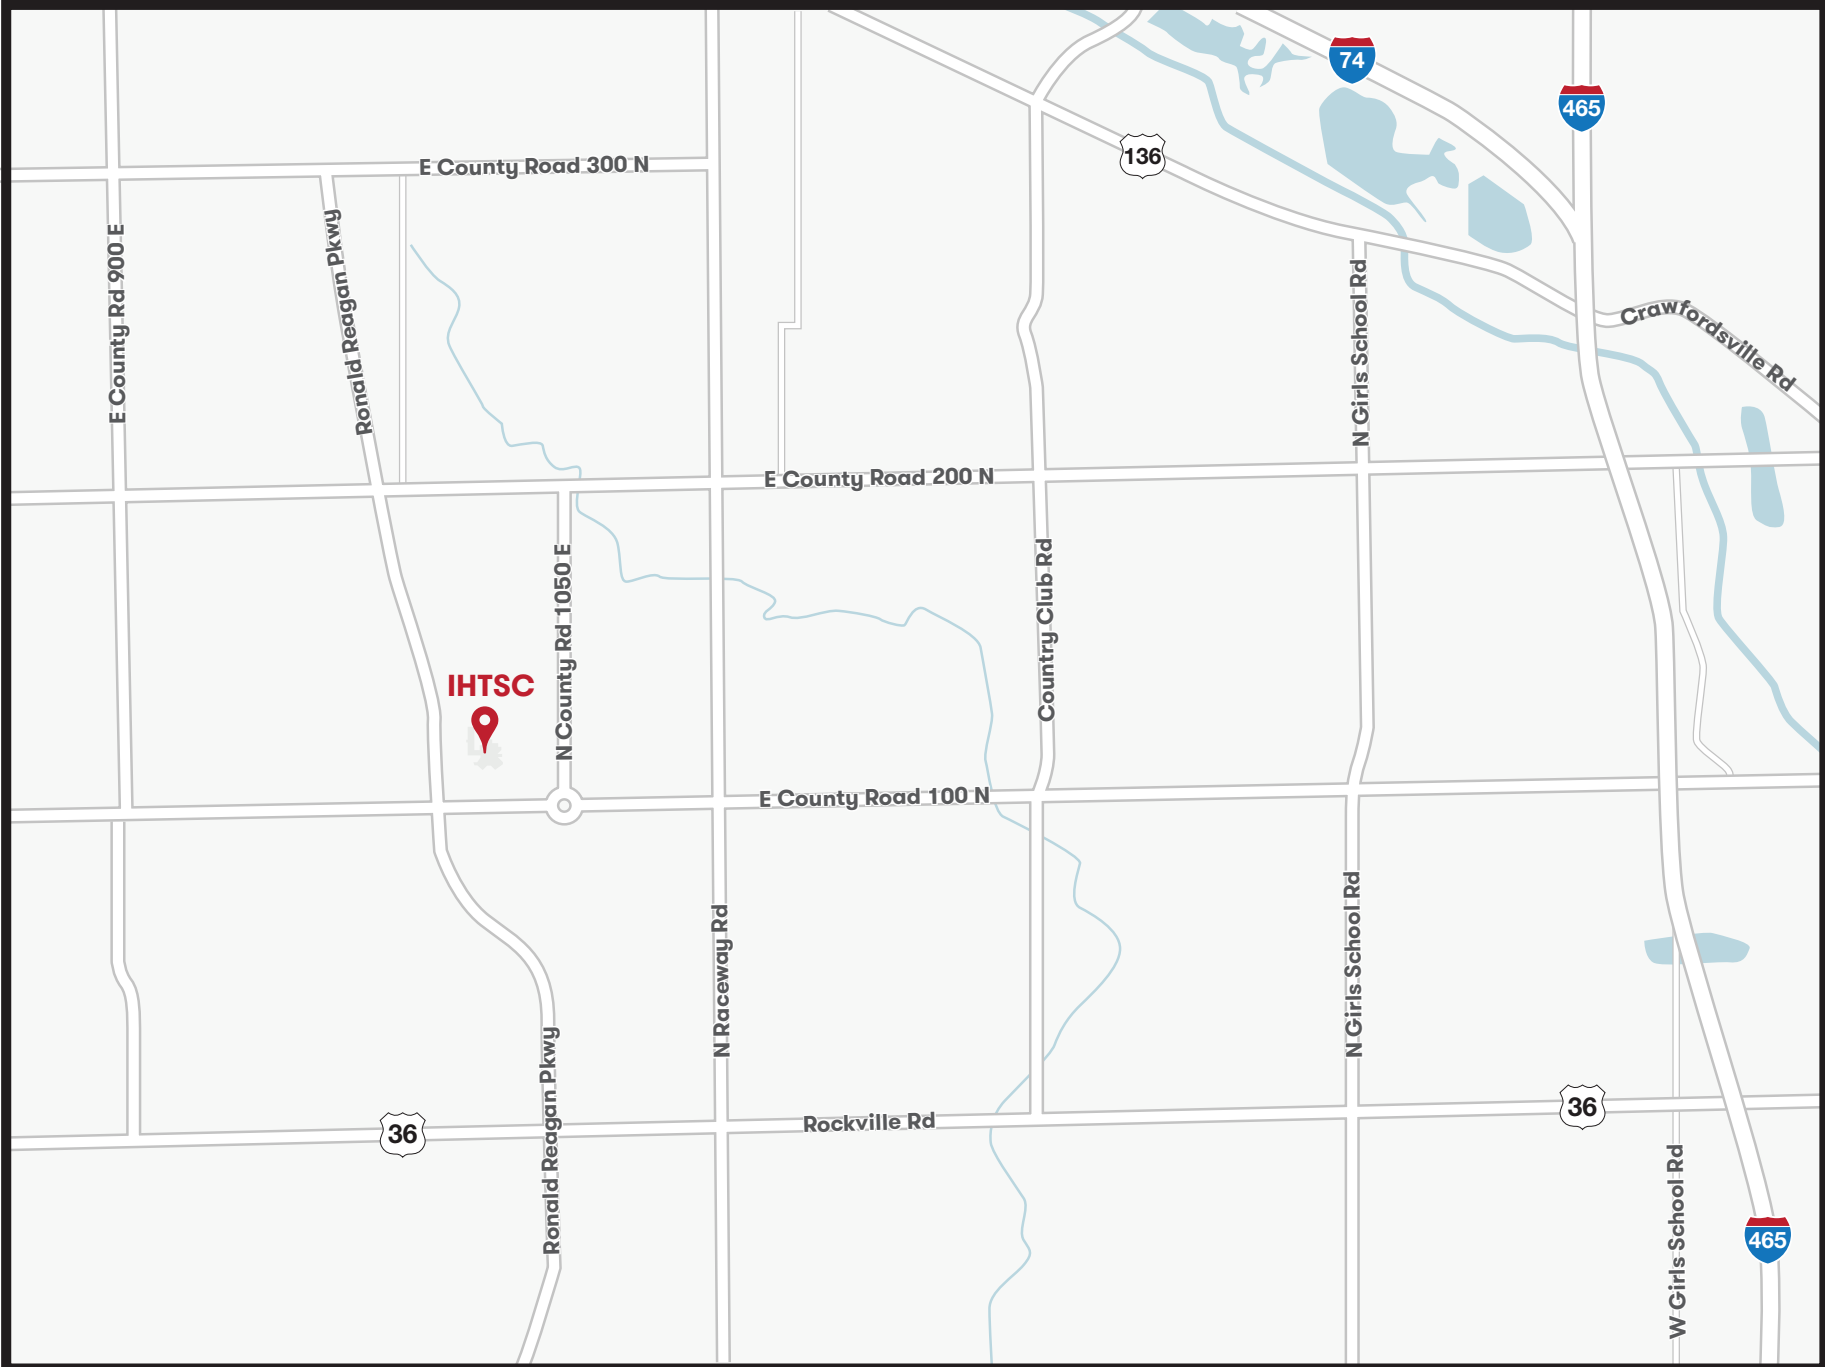 74
465
136
E County Road 300 N
E County Rd 900 E
Ronald Reagan Pkwy
N Girls School Rd
Crawfordsville Rd
E County Road 200 N
N County Rd 1050 E
Country Club Rd
IHTSC
E County Road 100 N
N Raceway Rd
N Girls School Rd
Ronald Reagan Pkwy
36
Rockville Rd
36
W Girls School Rd
465